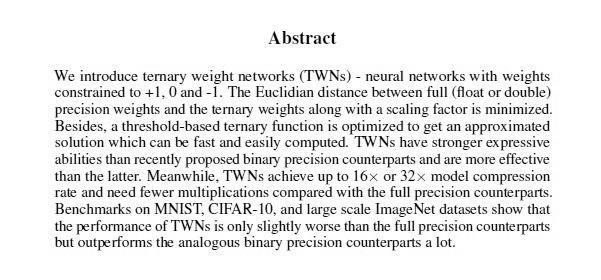 Abstract
We introduce ternary weight networks (TWNs) - neural networks with weights
constrained to +1, 0 and -1. The Euclidian distance between full (float or double)
precision weights and the ternary weights along with a scaling factor is minimized.
Besides, a threshold-based ternary function is optimized to get an approximated
solution which can be fast and easily computed. TWNs have stronger expressive
abilities than recently proposed binary precision counterparts and are more effective
than the latter. Meanwhile, TWNs achieve up to 16× or 32× model compression
rate and need fewer multiplications compared with the full precision counterparts.
Benchmarks on MNIST, CIFAR-10, and large scale ImageNet datasets show that
the performance of TWNs is only slightly worse than the full precision counterparts
but outperforms the analogous binary precision counterparts a lot.